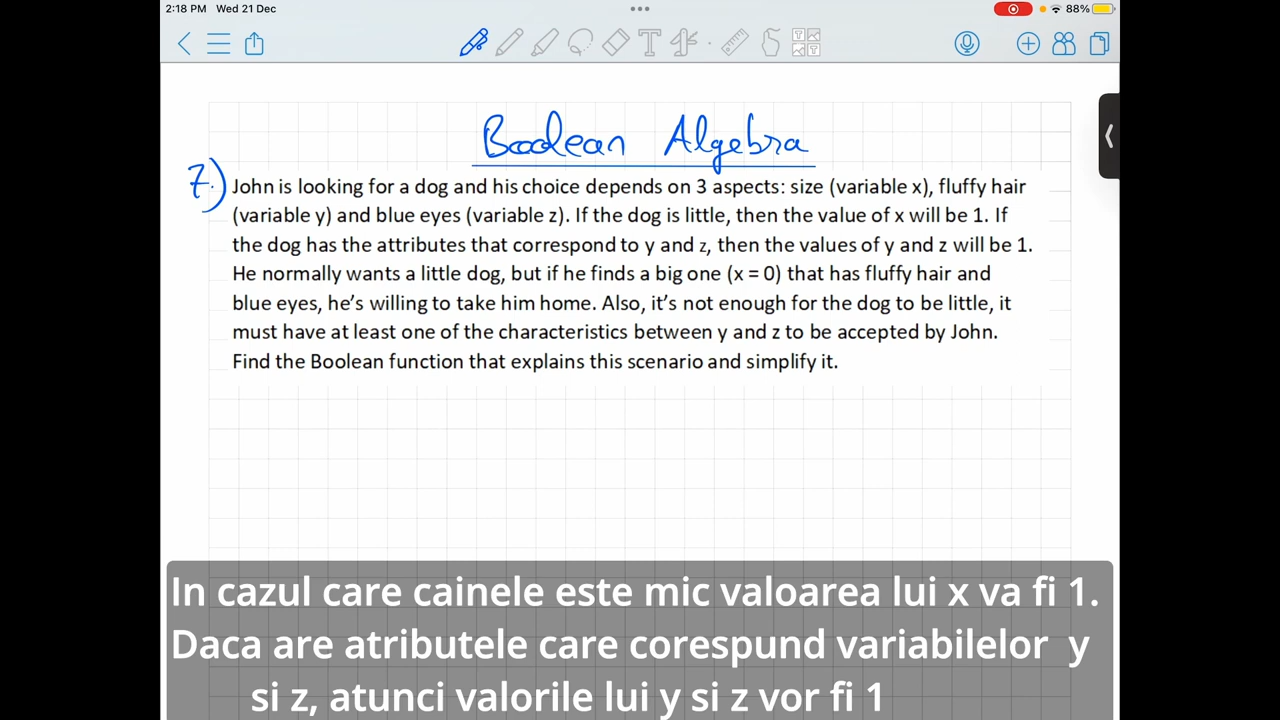 2:18 PM Wed 21 Dec
88%
Boolean Algebra
7.)
John is looking for a dog and his choice depends on 3 aspects: size (variable x), fluffy hair
(variable y) and blue eyes (variable z). If the dog is little, then the value of x will be 1. If
the dog has the attributes that correspond to y and z, then the values of y and z will be 1.
He normally wants a little dog, but if he finds a big one (x = 0) that has fluffy hair and
blue eyes, he’s willing to take him home. Also, it’s not enough for the dog to be little, it
must have at least one of the characteristics between y and z to be accepted by John.
Find the Boolean function that explains this scenario and simplify it.
In cazul care cainele este mic valoarea lui x va fi 1.
Daca are atributele care corespund variabilelor y
si z, atunci valorile lui y si z vor fi 1